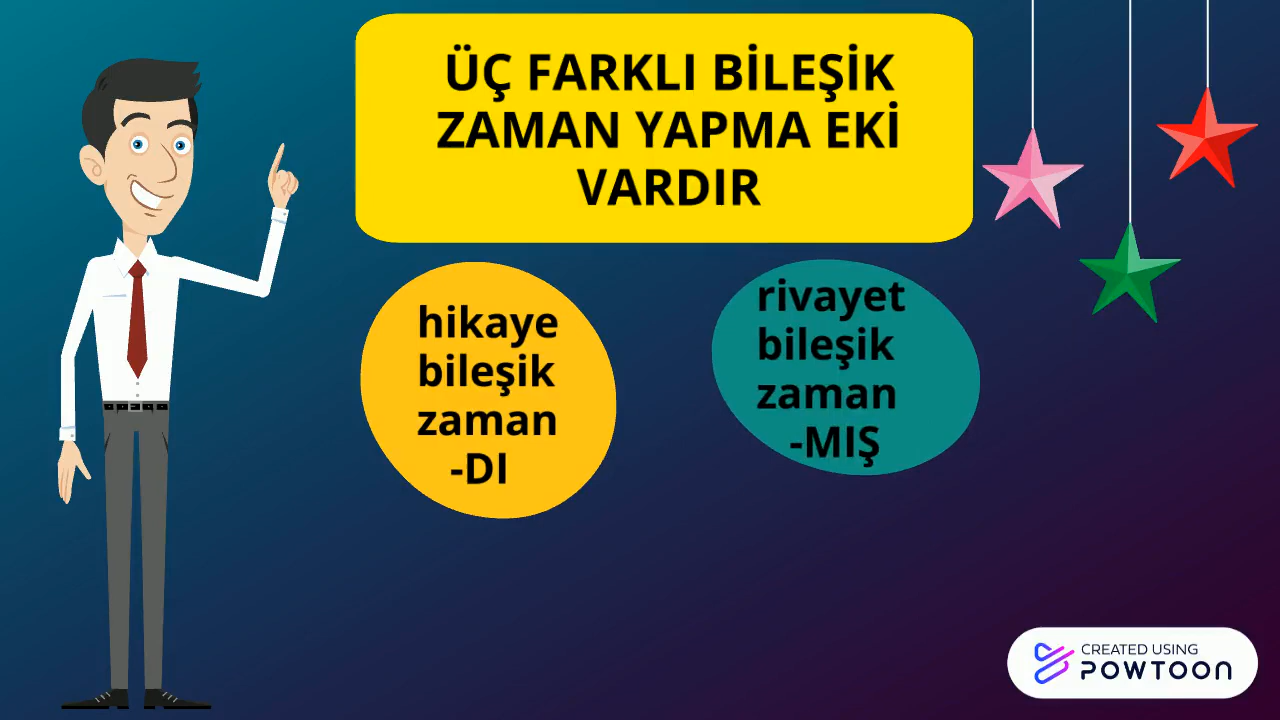 ÜÇ FARKLI BİLEŞİK
ZAMAN YAPMA EKİ
VARDIR
hikaye
bileşik
zaman
-DI
rivayet
bileşik
zaman
-MIŞ
CREATED USING
POWTOON